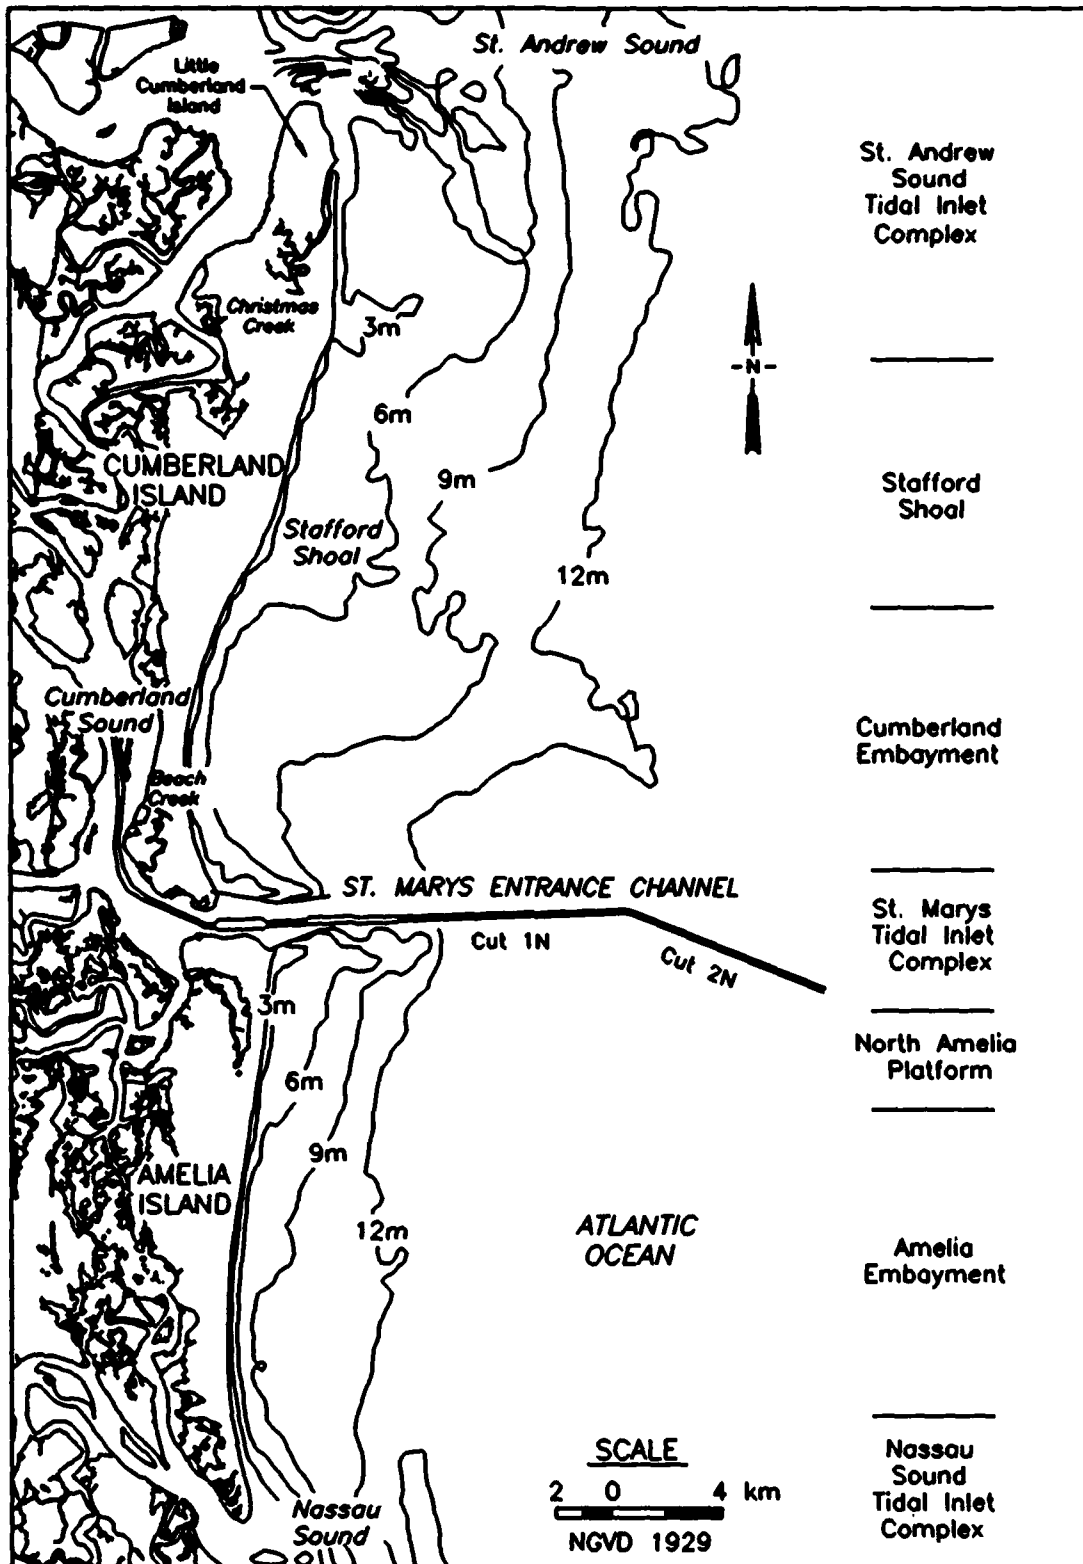 St. Andrew Sound
Little
Cumberland
Island
St. Andrew
Sound
Tidal Inlet
Complex
Christmas
Creek
3m
-N-
6m
CUMBERLAND
ISLAND
9m
Stafford
Shoal
Stafford
Shoal
12m
Cumberland
Sound
Cumberland
Embayment
Beach
Creek
ST. MARYS ENTRANCE CHANNEL
St. Marys
Tidal Inlet
Complex
Cut 1N
Cut 2N
3m
North Amelia
Platform
6m
9m
AMELIA
ISLAND
12m
ATLANTIC
OCEAN
Amelia
Embayment
Nassau
Sound
SCALE
2 0 4 km
NGVD 1929
Nassau
Sound
Tidal Inlet
Complex